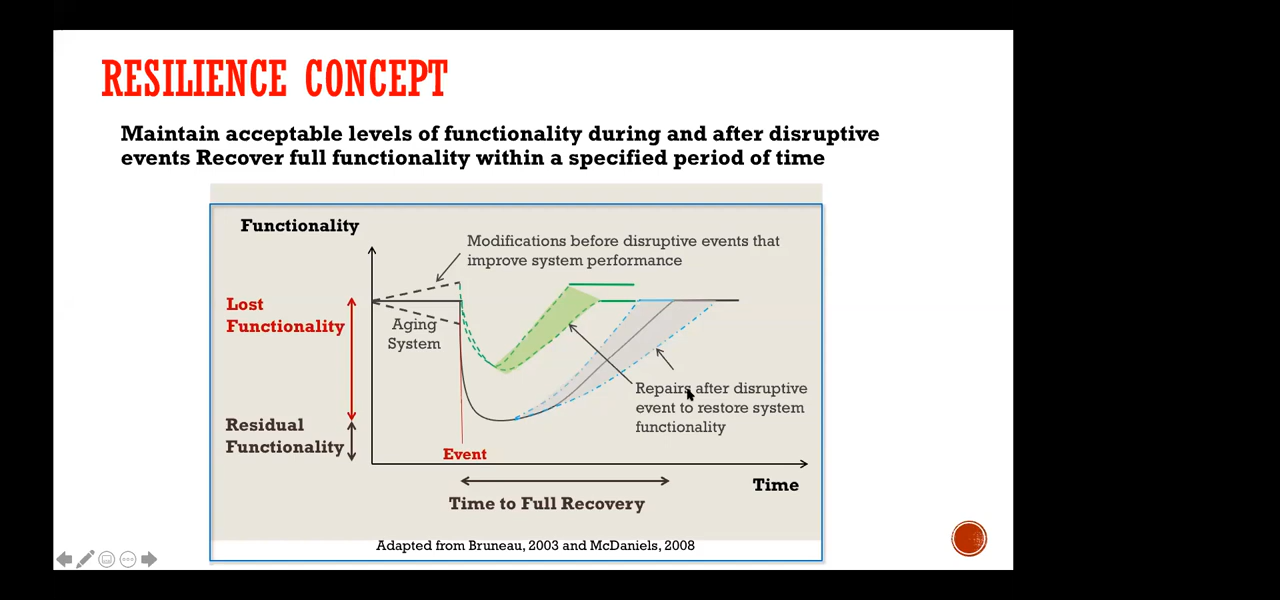 RESILIENCE CONCEPT
Maintain acceptable levels of functionality during and after disruptive
events Recover full functionality within a specified period of time
Functionality
Modifications before disruptive events that
improve system performance
Lost
Functionality
Aging
System
Repairs after disruptive
event to restore system
functionality
Residual
Functionality
Event
Time
Time to Full Recovery
Adapted from Bruneau, 2003 and McDaniels, 2008